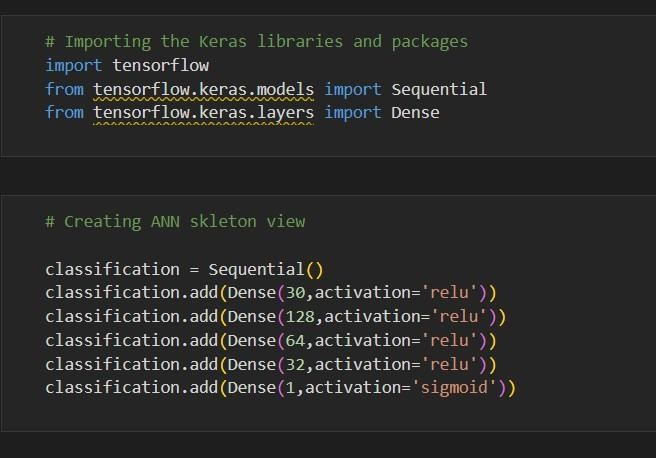 # Importing the Keras libraries and packages
import tensorflow
from tensorflow.keras.models import Sequential
from tensorflow.keras.layers import Dense
# Creating ANN skleton view
classification = Sequential()
classification.add(Dense(30,activation='relu'))
classification.add(Dense(128,activation='relu'))
classification.add(Dense(64,activation='relu'))
classification.add(Dense(32,activation='relu'))
classification.add(Dense(1,activation='sigmoid'))